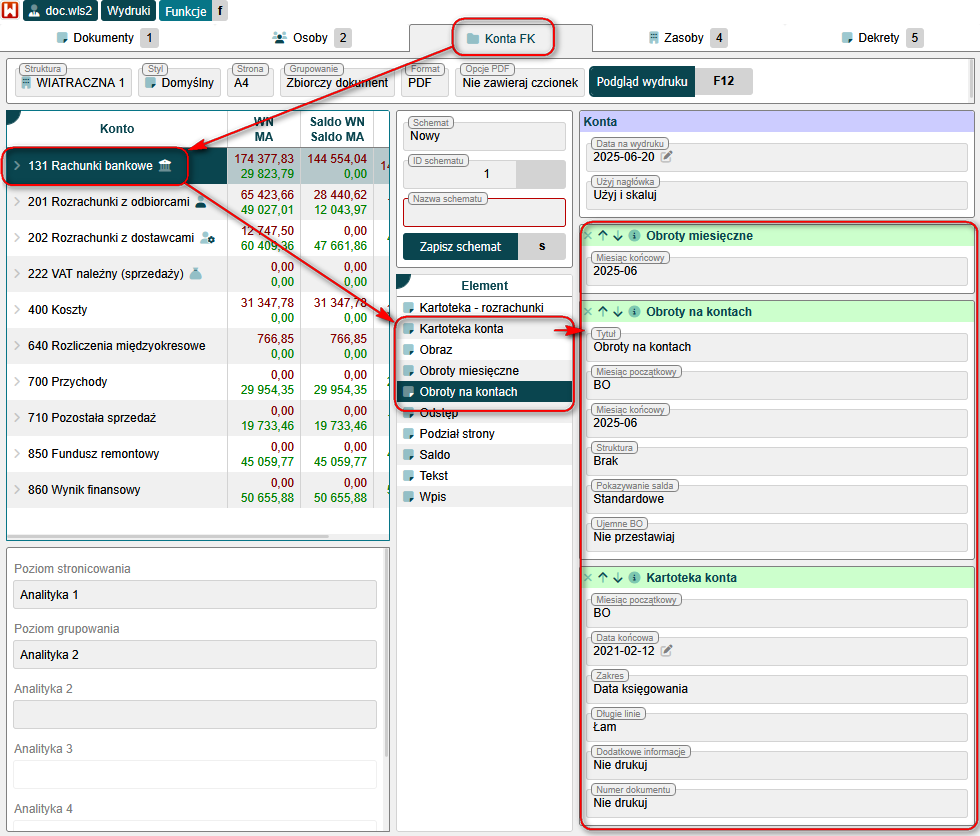 doc.wls2 Wydruki Funkcje f
Dokumenty 1 Osoby 2 Konta FK Zasoby 4 Dekrety 5
Struktura Styl Strona Grupowanie Format Opcje PDF
WIATRACZNA 1 Domyślny A4 Zbiorczy dokument PDF Nie zawieraj czcionek Podgląd wydruku F12
Konto WN MA Saldo WN Saldo MA
131 Rachunki bankowe 174 377,83 144 554,04 14
29 823,79 0,00
201 Rozrachunki z odbiorcami 65 423,66 28 440,62
49 027,01 12 043,97
202 Rozrachunki z dostawcami 12 747,50 0,00
60 409,36 47 661,86
222 VAT należny (sprzedaży) 0,00 0,00
0,00 0,00
400 Koszty 31 347,78 31 347,78
0,00 0,00
640 Rozliczenia międzyokresowe 766,85 766,85
0,00 0,00
700 Przychody 0,00 0,00
29 954,35 29 954,35
710 Pozostała sprzedaż 0,00 0,00
19 733,46 19 733,46
850 Fundusz remontowy 0,00 0,00
45 059,77 45 059,77
860 Wynik finansowy 0,00 0,00
50 655,88 50 655,88
Poziom stronicowania
Analityka 1
Poziom grupowania
Analityka 2
Analityka 2
Analityka 3
Analityka 4
Schemat
Nowy
ID schematu
1
Nazwa schematu
Zapisz schemat s
Element
Kartoteka - rozrachunki
Kartoteka konta
Obraz
Obroty miesięczne
Obroty na kontach
Odstęp
Podział strony
Saldo
Tekst
Wpis
Konta
Data na wydruku
2025-06-20
Użyj nagłówka
Użyj i skaluj
Obroty miesięczne
Miesiąc końcowy
2025-06
Obroty na kontach
Tytuł
Obroty na kontach
Miesiąc początkowy
BO
Miesiąc końcowy
2025-06
Struktura
Brak
Pokazywanie salda
Standardowe
Ujemne BO
Nie przestawiaj
Kartoteka konta
Miesiąc początkowy
BO
Data końcowa
2021-02-12
Zakres
Data księgowania
Długie linie
Łam
Dodatkowe informacje
Nie drukuj
Numer dokumentu
Nie drukuj